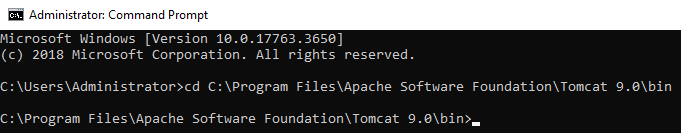 Administrator: Command Prompt
Microsoft Windows [Version 10.0.17763.3650]
(c) 2018 Microsoft Corporation. All rights reserved.
C:\Users\Administrator>cd C:\Program Files\Apache Software Foundation\Tomcat 9.0\bin
C:\Program Files\Apache Software Foundation\Tomcat 9.0\bin>